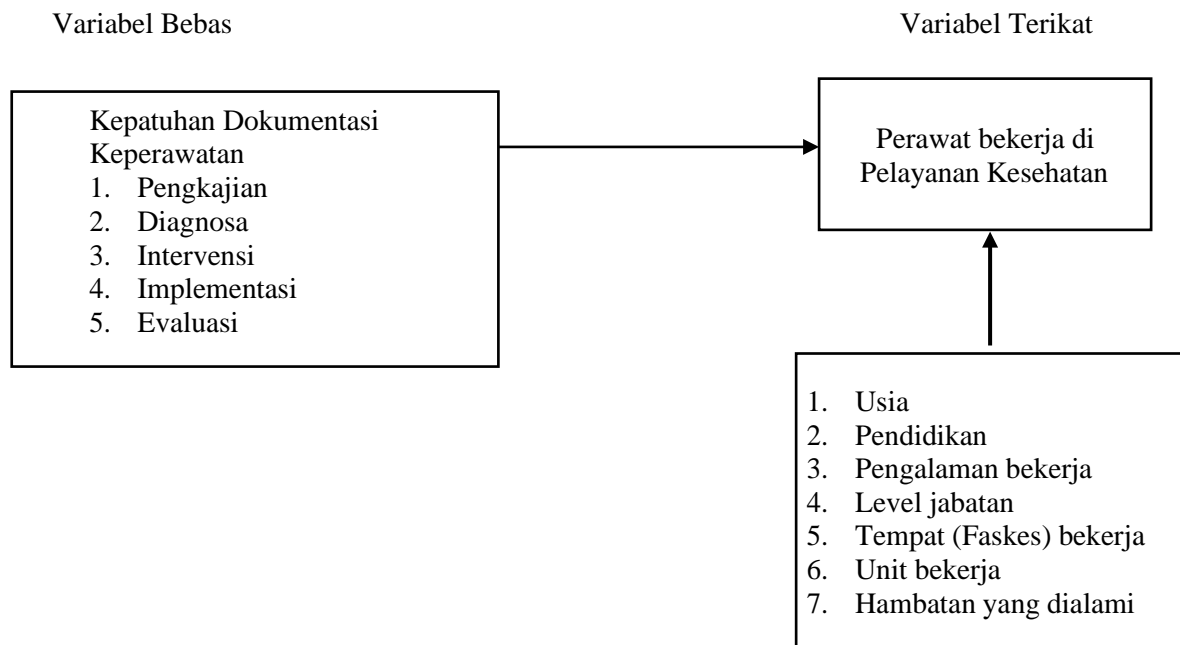 Variabel Bebas
Variabel Terikat
Kepatuhan Dokumentasi
Keperawatan
1. Pengkajian
2. Diagnosa
3. Intervensi
4. Implementasi
5. Evaluasi
Perawat bekerja di
Pelayanan Kesehatan
1. Usia
2. Pendidikan
3. Pengalaman bekerja
4. Level jabatan
5. Tempat (Faskes) bekerja
6. Unit bekerja
7. Hambatan yang dialami